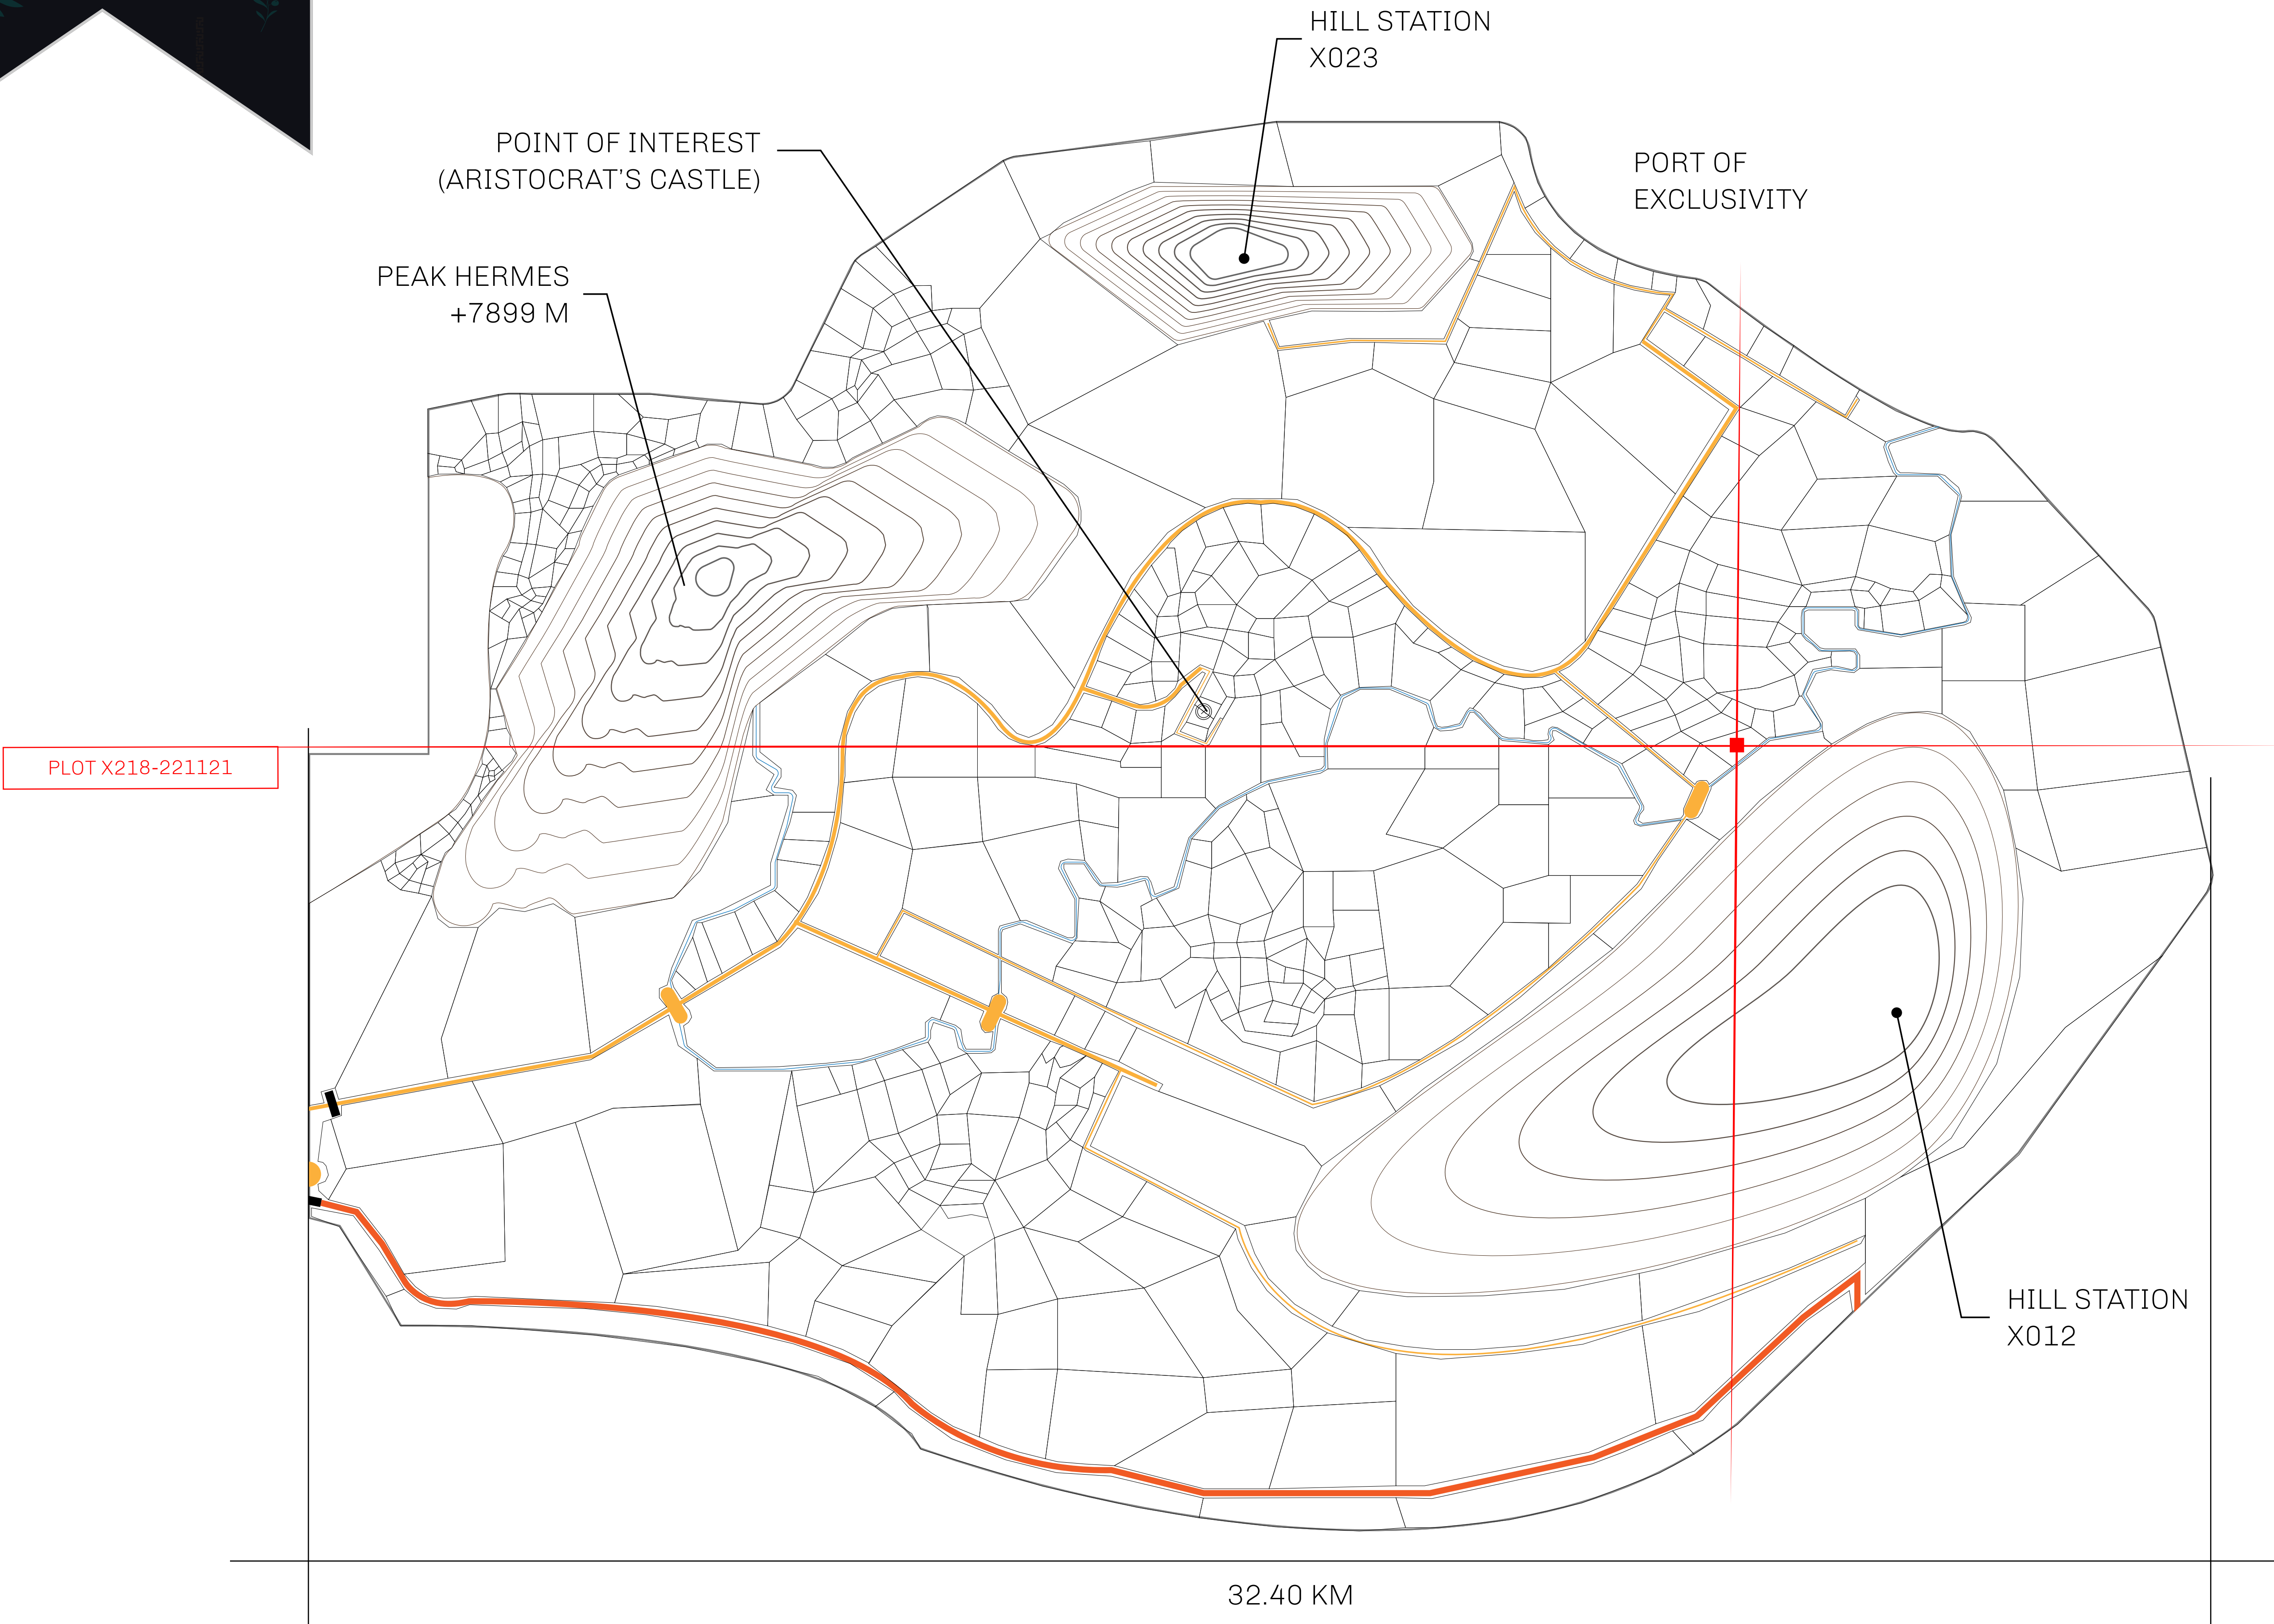 HILL STATION
X023
POINT OF INTEREST
(ARISTOCRAT'S CASTLE)
PORT OF
EXCLUSIVITY
PEAK HERMES
+7899 M
PLOT X218-221121
HILL STATION
X012
32.40 KM